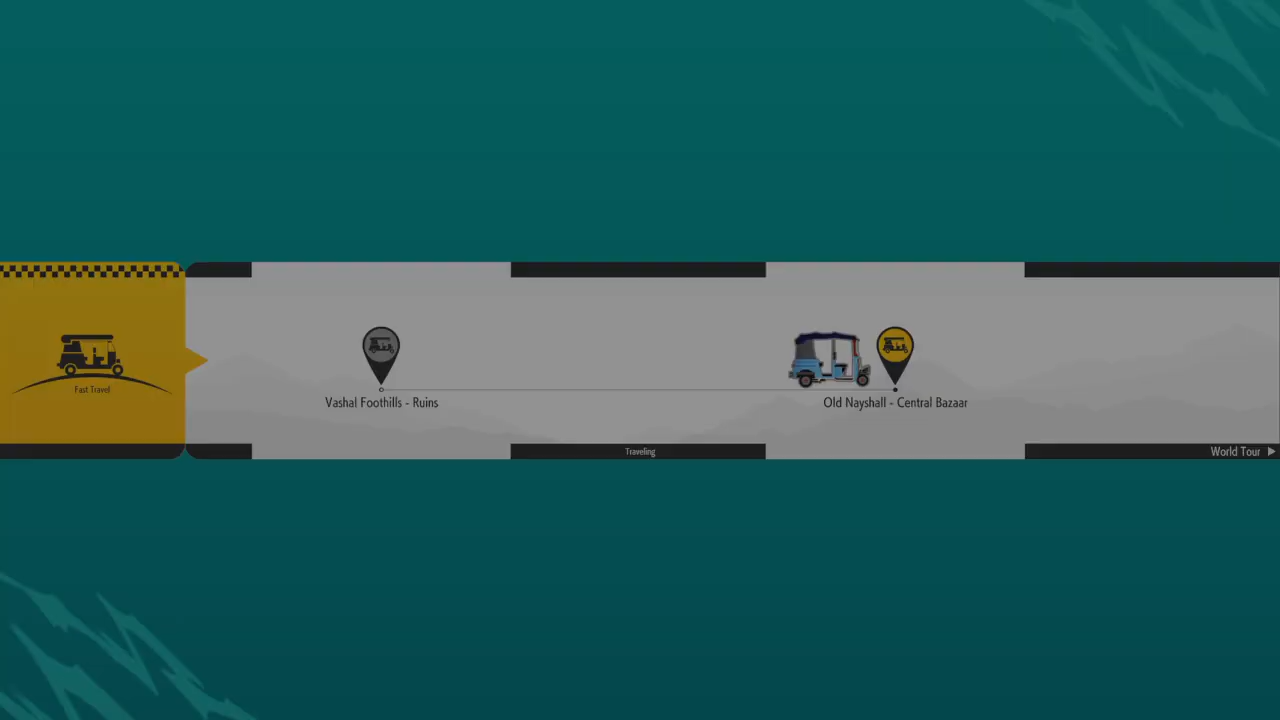 Fast Travel
Vashal Foothills - Ruins
Old Nayshall - Central Bazaar
Traveling
World Tour